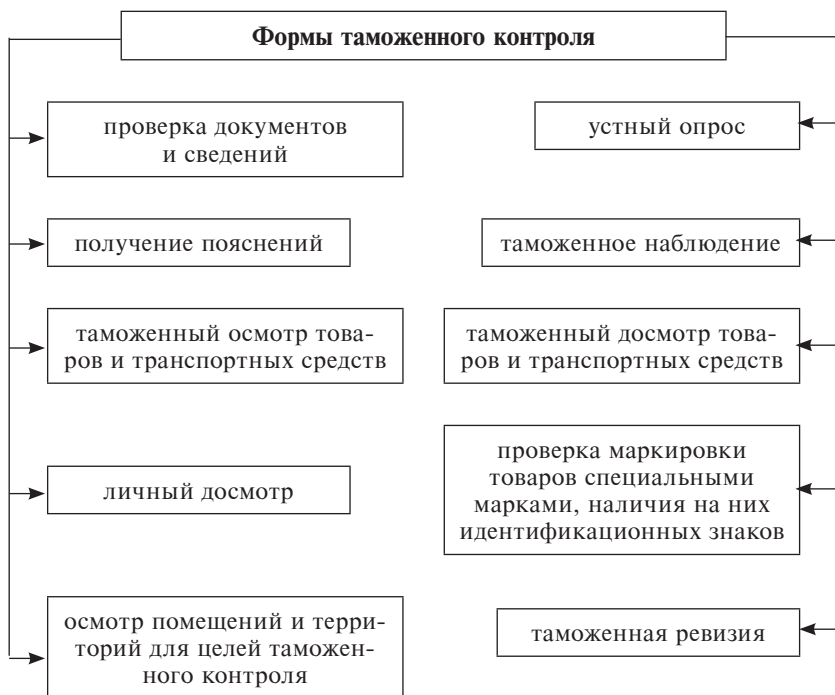 Формы таможенного контроля
проверка документов
и сведений
устный опрос
получение пояснений
таможенное наблюдение
таможенный осмотр това-
ров и транспортных средств
таможенный досмотр това-
ров и транспортных средств
личный досмотр
проверка маркировки
товаров специальными
марками, наличия на них
идентификационных знаков
осмотр помещений и терри-
торий для целей таможен-
ного контроля
таможенная ревизия